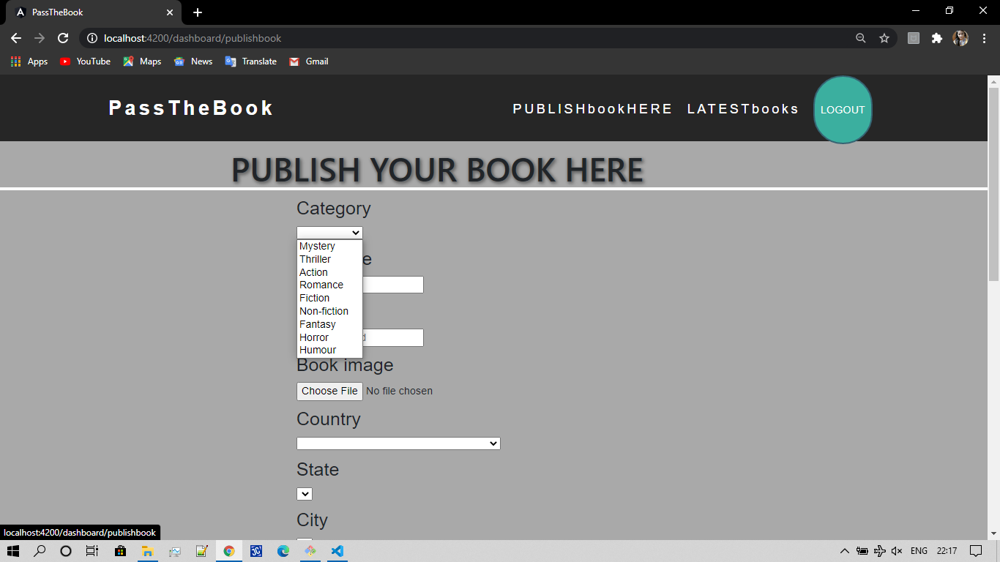 PassTheBook
localhost:4200/dashboard/publishbook
Apps YouTube Maps News Translate Gmail
PassTheBook PUBLISHbookHERE LATESTbooks LOGOUT
PUBLISH YOUR BOOK HERE
Category
Mystery
Thriller
Action
Romance
Fiction
Non-fiction
Fantasy
Horror
Humour
Book image
Choose File No file chosen
Country
State
City
localhost:4200/dashboard/publishbook
ENG 22:17